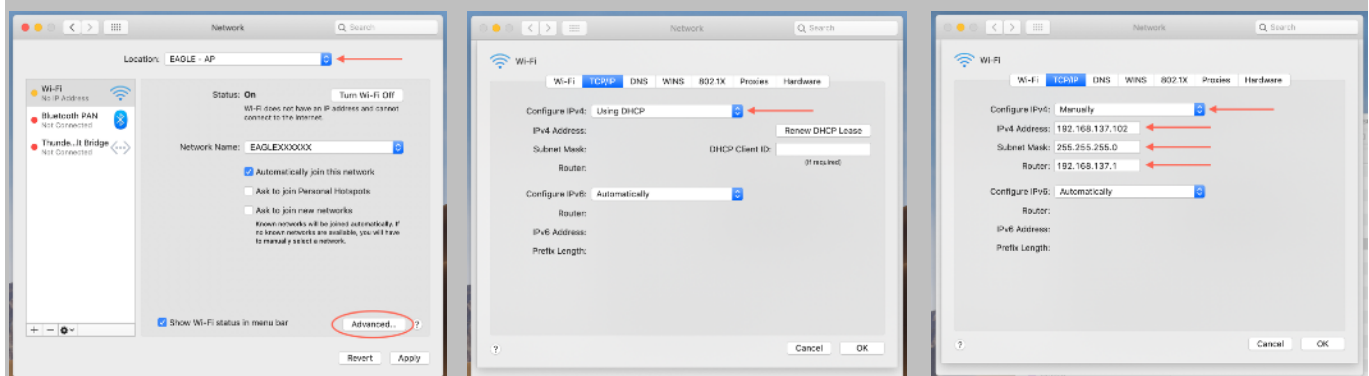 Network
Search
Location: EAGLE - AP
Wi-Fi
No IP Address
Bluetooth PAN
Not Connected
Thunde...lt Bridge
Not Connected
Status: On
Turn Wi-Fi Off
Wi-Fi does not have an IP address and cannot
connect to the Internet.
Network Name: EAGLEXXXXXX
Automatically join this network
Ask to join Personal Hotspots
Ask to join new networks
Known networks will be joined automatically. If
no known networks are available, you will have
to manually select a network.
Show Wi-Fi status in menu bar
Advanced...
?
Revert
Apply
Network
Search
Wi-Fi
Wi-Fi TCP/IP DNS WINS 802.1X Proxies Hardware
Configure IPv4: Using DHCP
IPv4 Address:
Renew DHCP Lease
Subnet Mask:
DHCP Client ID:
(If required)
Router:
Configure IPv6: Automatically
Router:
IPv6 Address:
Prefix Length:
?
Cancel
OK
Network
Search
Wi-Fi
Wi-Fi TCP/IP DNS WINS 802.1X Proxies Hardware
Configure IPv4: Manually
IPv4 Address: 192.168.137.102
Subnet Mask: 255.255.255.0
Router: 192.168.137.1
Configure IPv6: Automatically
Router:
IPv6 Address:
Prefix Length:
?
Cancel
OK